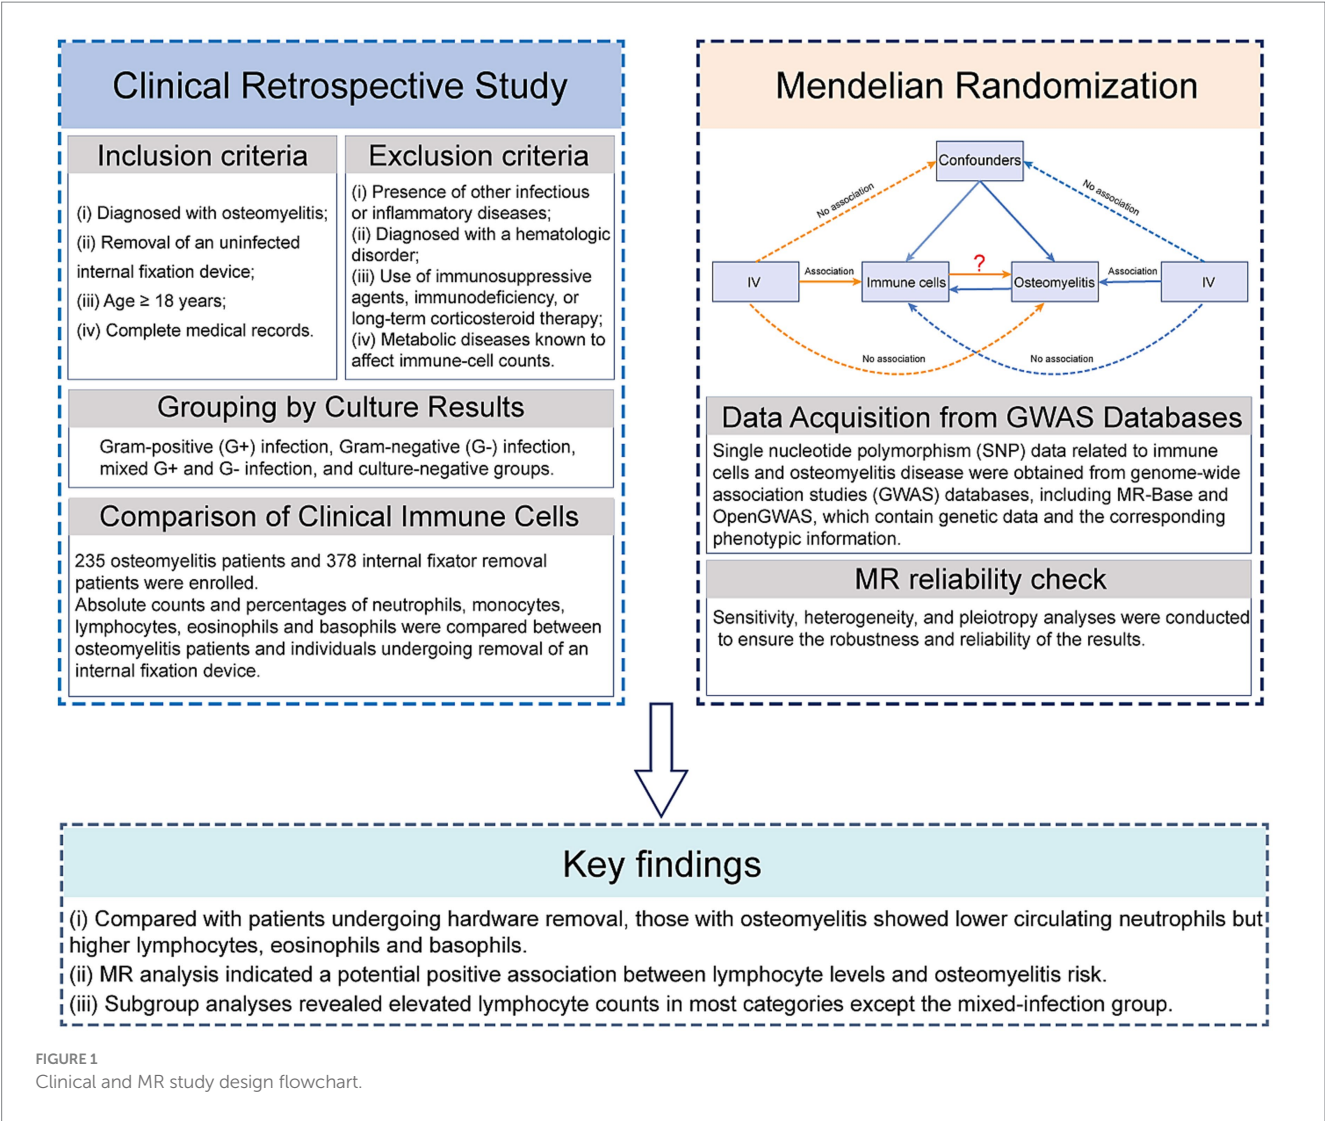 Clinical Retrospective Study
Inclusion criteria
(i) Diagnosed with osteomyelitis;
(ii) Removal of an uninfected
internal fixation device;
(iii) Age ≥ 18 years;
(iv) Complete medical records.
Exclusion criteria
(i) Presence of other infectious
or inflammatory diseases;
(ii) Diagnosed with a hematologic
disorder;
(iii) Use of immunosuppressive
agents, immunodeficiency, or
long-term corticosteroid therapy;
(iv) Metabolic diseases known to
affect immune-cell counts.
Grouping by Culture Results
Gram-positive (G+) infection, Gram-negative (G-) infection,
mixed G+ and G- infection, and culture-negative groups.
Comparison of Clinical Immune Cells
235 osteomyelitis patients and 378 internal fixator removal
patients were enrolled.
Absolute counts and percentages of neutrophils, monocytes,
lymphocytes, eosinophils and basophils were compared between
osteomyelitis patients and individuals undergoing removal of an
internal fixation device.
Mendelian Randomization
Confounders
No association
No association
IV
Association
Immune cells
?
Osteomyelitis
Association
IV
No association
No association
Data Acquisition from GWAS Databases
Single nucleotide polymorphism (SNP) data related to immune
cells and osteomyelitis disease were obtained from genome-wide
association studies (GWAS) databases, including MR-Base and
OpenGWAS, which contain genetic data and the corresponding
phenotypic information.
MR reliability check
Sensitivity, heterogeneity, and pleiotropy analyses were conducted
to ensure the robustness and reliability of the results.
Key findings
(i) Compared with patients undergoing hardware removal, those with osteomyelitis showed lower circulating neutrophils but
higher lymphocytes, eosinophils and basophils.
(ii) MR analysis indicated a potential positive association between lymphocyte levels and osteomyelitis risk.
(iii) Subgroup analyses revealed elevated lymphocyte counts in most categories except the mixed-infection group.
FIGURE 1
Clinical and MR study design flowchart.